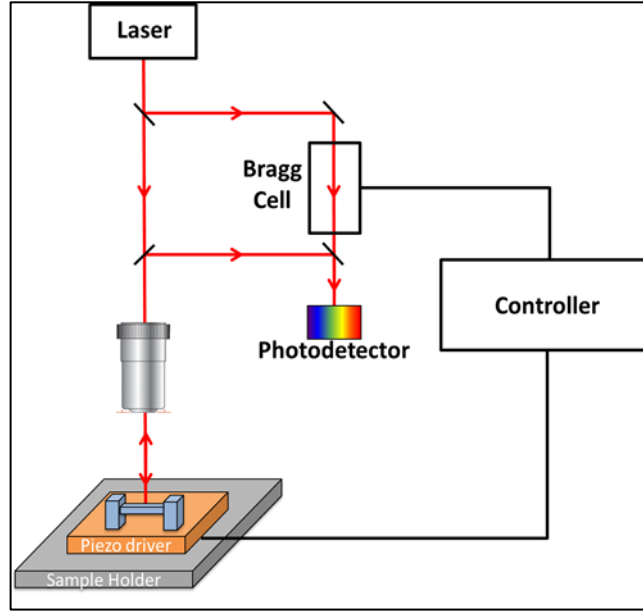 Laser
Bragg
Cell
Controller
Photodetector
Piezo driver
Sample Holder